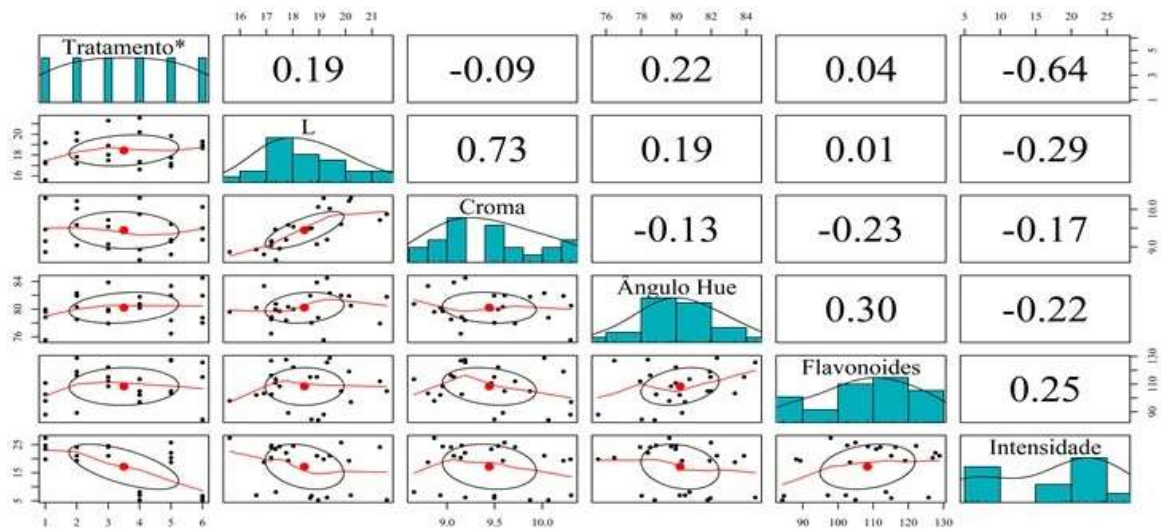 16 17 18 19 20 21
76 78 80 82 84
5 10 15 20 25
Tratamento*
0.19
-0.09
0.22
0.04
-0.64
1 3 5
16 18 20
L
0.73
0.19
0.01
-0.29
Croma
-0.13
-0.23
-0.17
9.0 10.0
76 80 84
Ângulo Hue
0.30
-0.22
Flavonoides
0.25
90 110 130
5 15 25
Intensidade
1 2 3 4 5 6
9.0 9.5 10.0
90 100 110 120 130